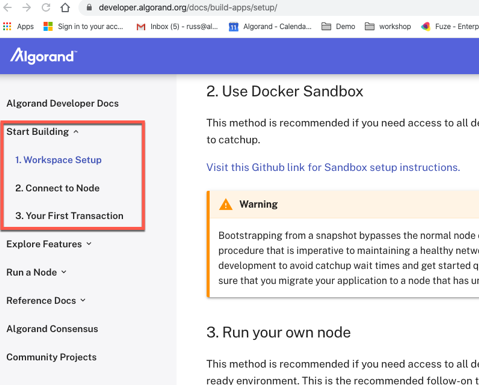 developer.algorand.org/docs/build-apps/setup/
Apps
Sign in to your acc...
Inbox (6) - russ@al...
Algorand - Calenda...
Demo
workshop
Fuze - Enterp
Algorand
Algorand Developer Docs
Start Building
1. Workspace Setup
2. Connect to Node
3. Your First Transaction
Explore Features
Run a Node
Reference Docs
Algorand Consensus
Community Projects
2. Use Docker Sandbox
This method is recommended if you need access to all de
to catchup.
Visit this Github link for Sandbox setup instructions.
Warning
Bootstrapping from a snapshot bypasses the normal node
procedure that is imperative to maintaining a healthy netw
development to avoid catchup wait times and get started q
sure that you migrate your application to a node that has un
3. Run your own node
This method is recommended if you need access to all de
ready environment. This is the recommended follow-on t